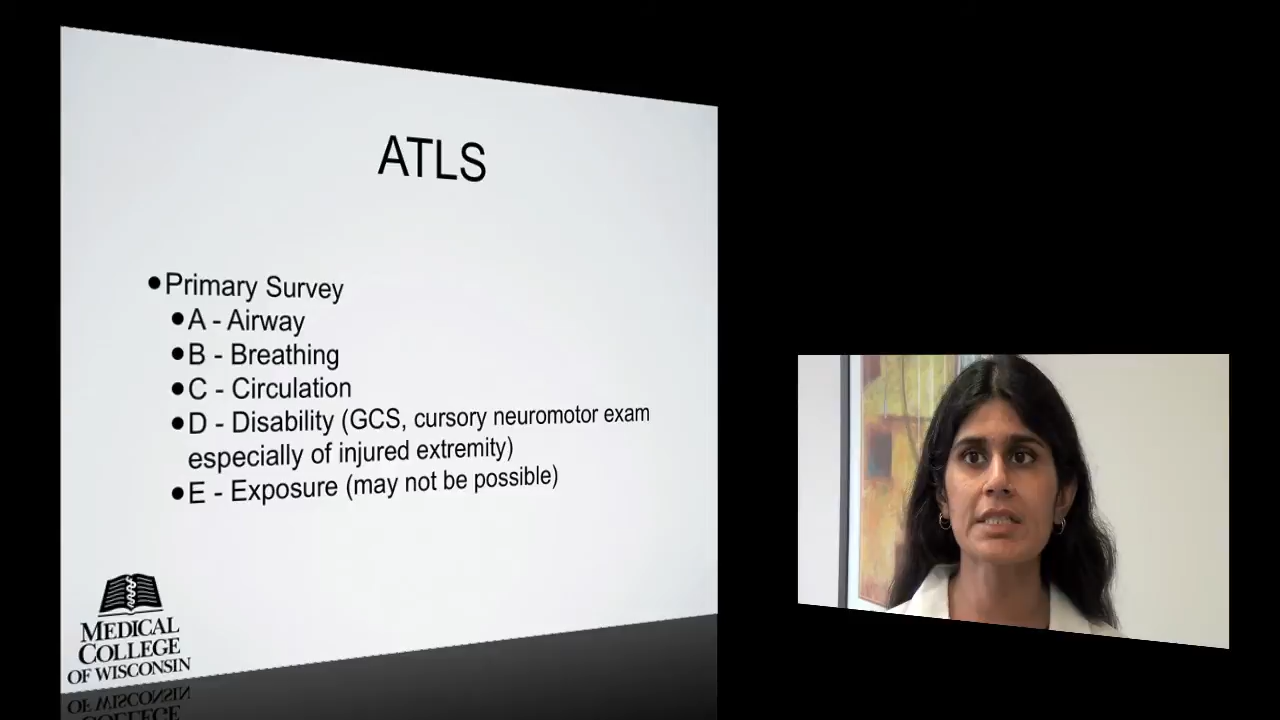 ATLS
•Primary Survey
•A - Airway
•B - Breathing
•C - Circulation
•D - Disability (GCS, cursory neuromotor exam
especially of injured extremity)
•E - Exposure (may not be possible)
MEDICAL
COLLEGE
OF WISCONSIN